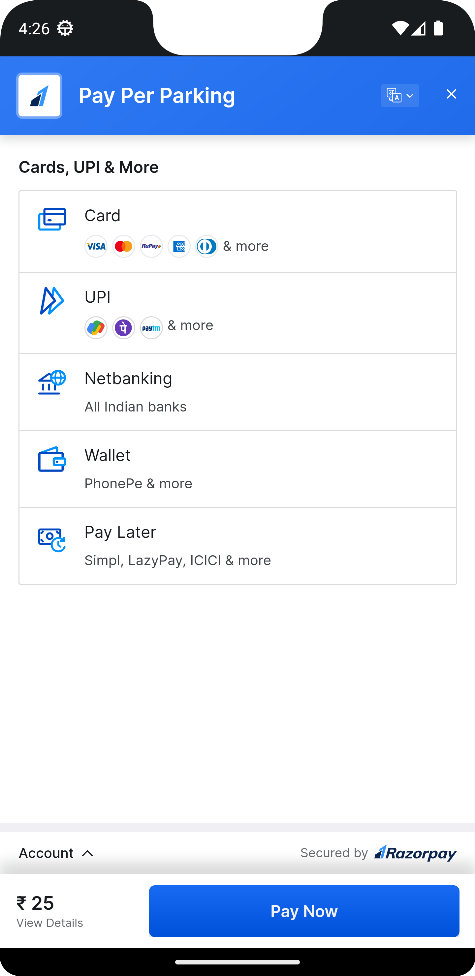 4:26
Pay Per Parking
Cards, UPI & More
Card
VISA RuPay & more
UPI
पे paytm & more
Netbanking
All Indian banks
Wallet
PhonePe & more
Pay Later
Simpl, LazyPay, ICICI & more
Account
Secured by Razorpay
₹ 25
View Details
Pay Now